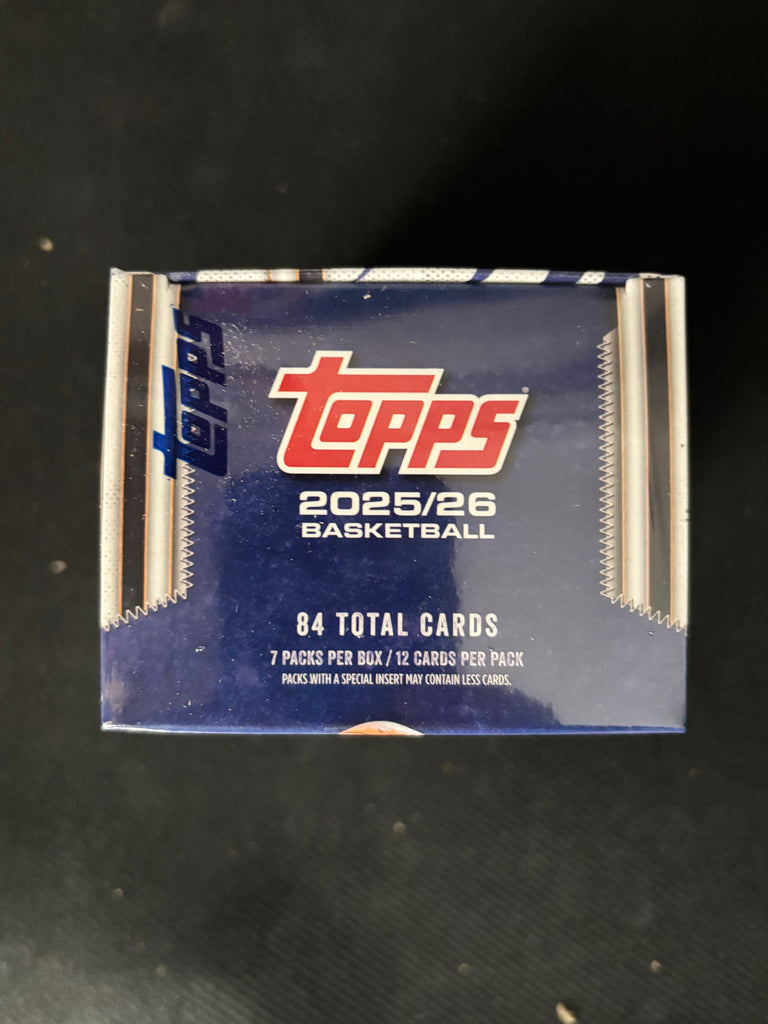 topps
topps
2025/26
BASKETBALL
84 TOTAL CARDS
7 PACKS PER BOX / 12 CARDS PER PACK
PACKS WITH A SPECIAL INSERT MAY CONTAIN LESS CARDS.